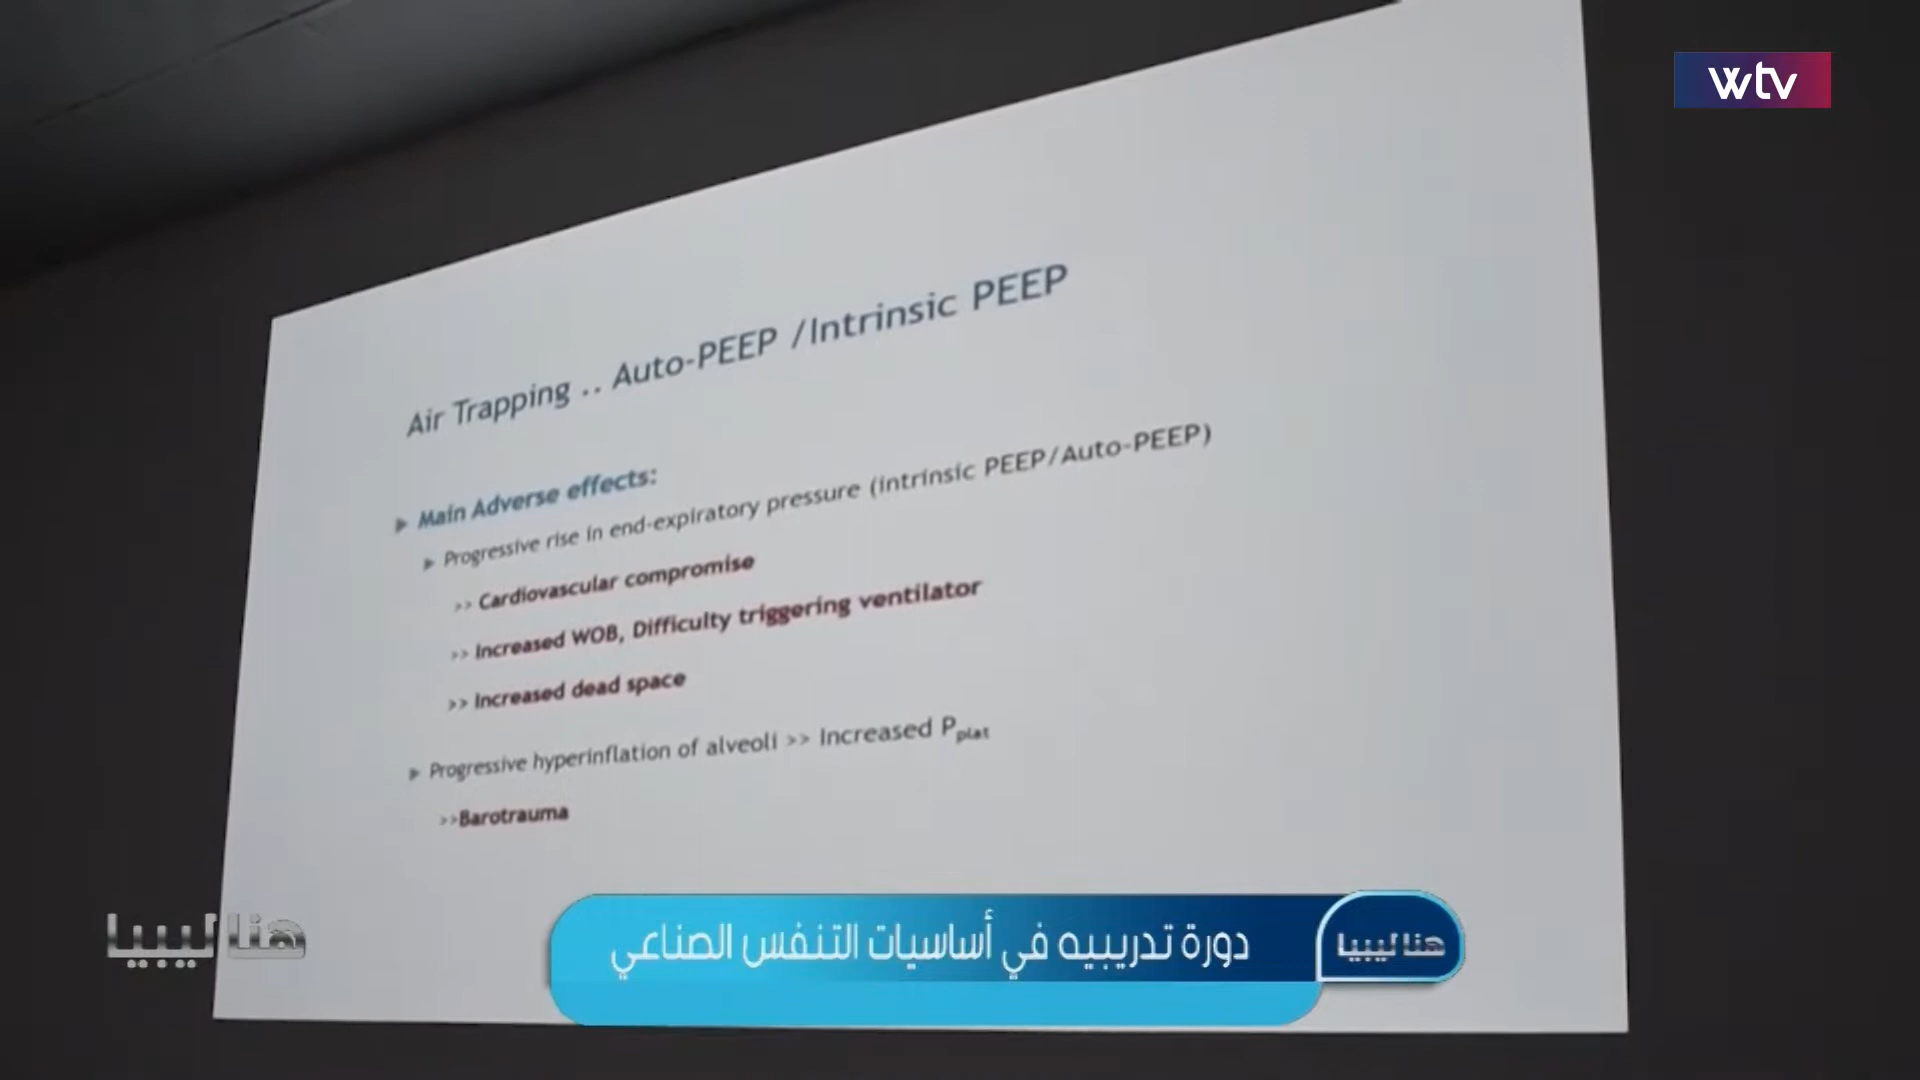 wtv
Air Trapping .. Auto-PEEP /Intrinsic PEEP
Main Adverse effects:
Progressive rise in end-expiratory pressure (intrinsic PEEP/Auto-PEEP)
>> Cardiovascular compromise
>> Increased WOB, Difficulty triggering ventilator
>> Increased dead space
Progressive hyperinflation of alveoli >> Increased Pplat
>>Barotrauma
هنا ليبيا
دورة تدريبيه في أساسيات التنفس الصناعي
هنا ليبيا